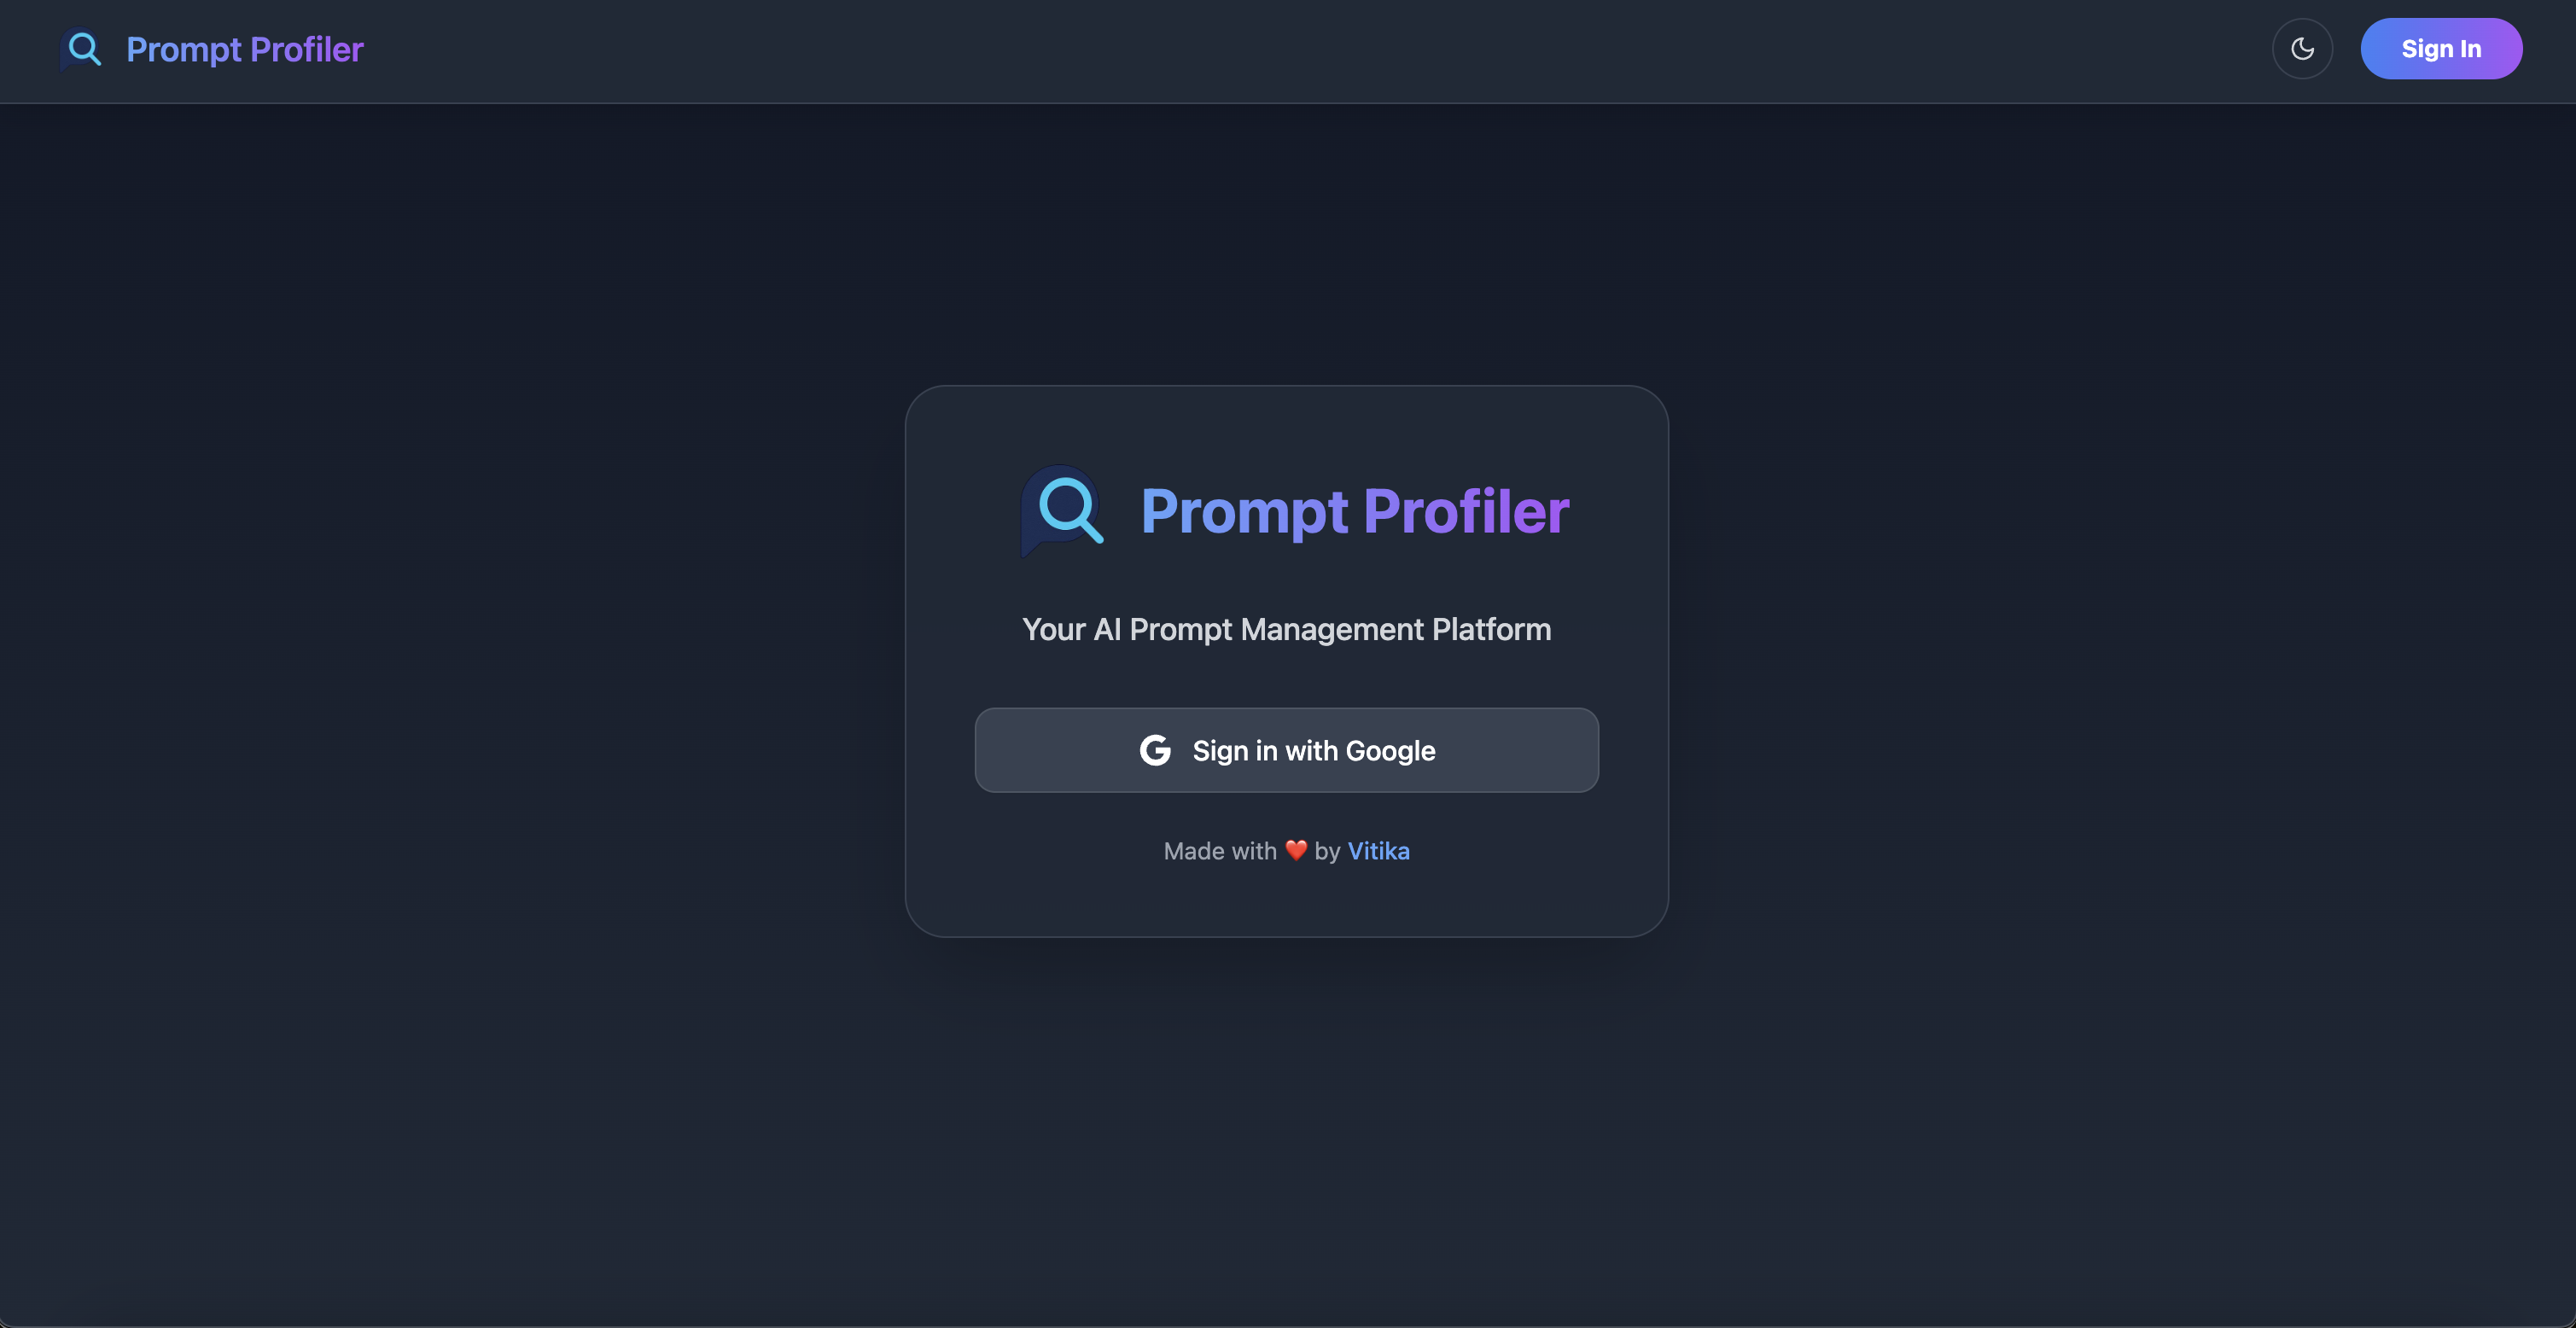 Prompt Profiler
Sign In
Prompt Profiler
Your AI Prompt Management Platform
Sign in with Google
Made with ❤️ by Vitika